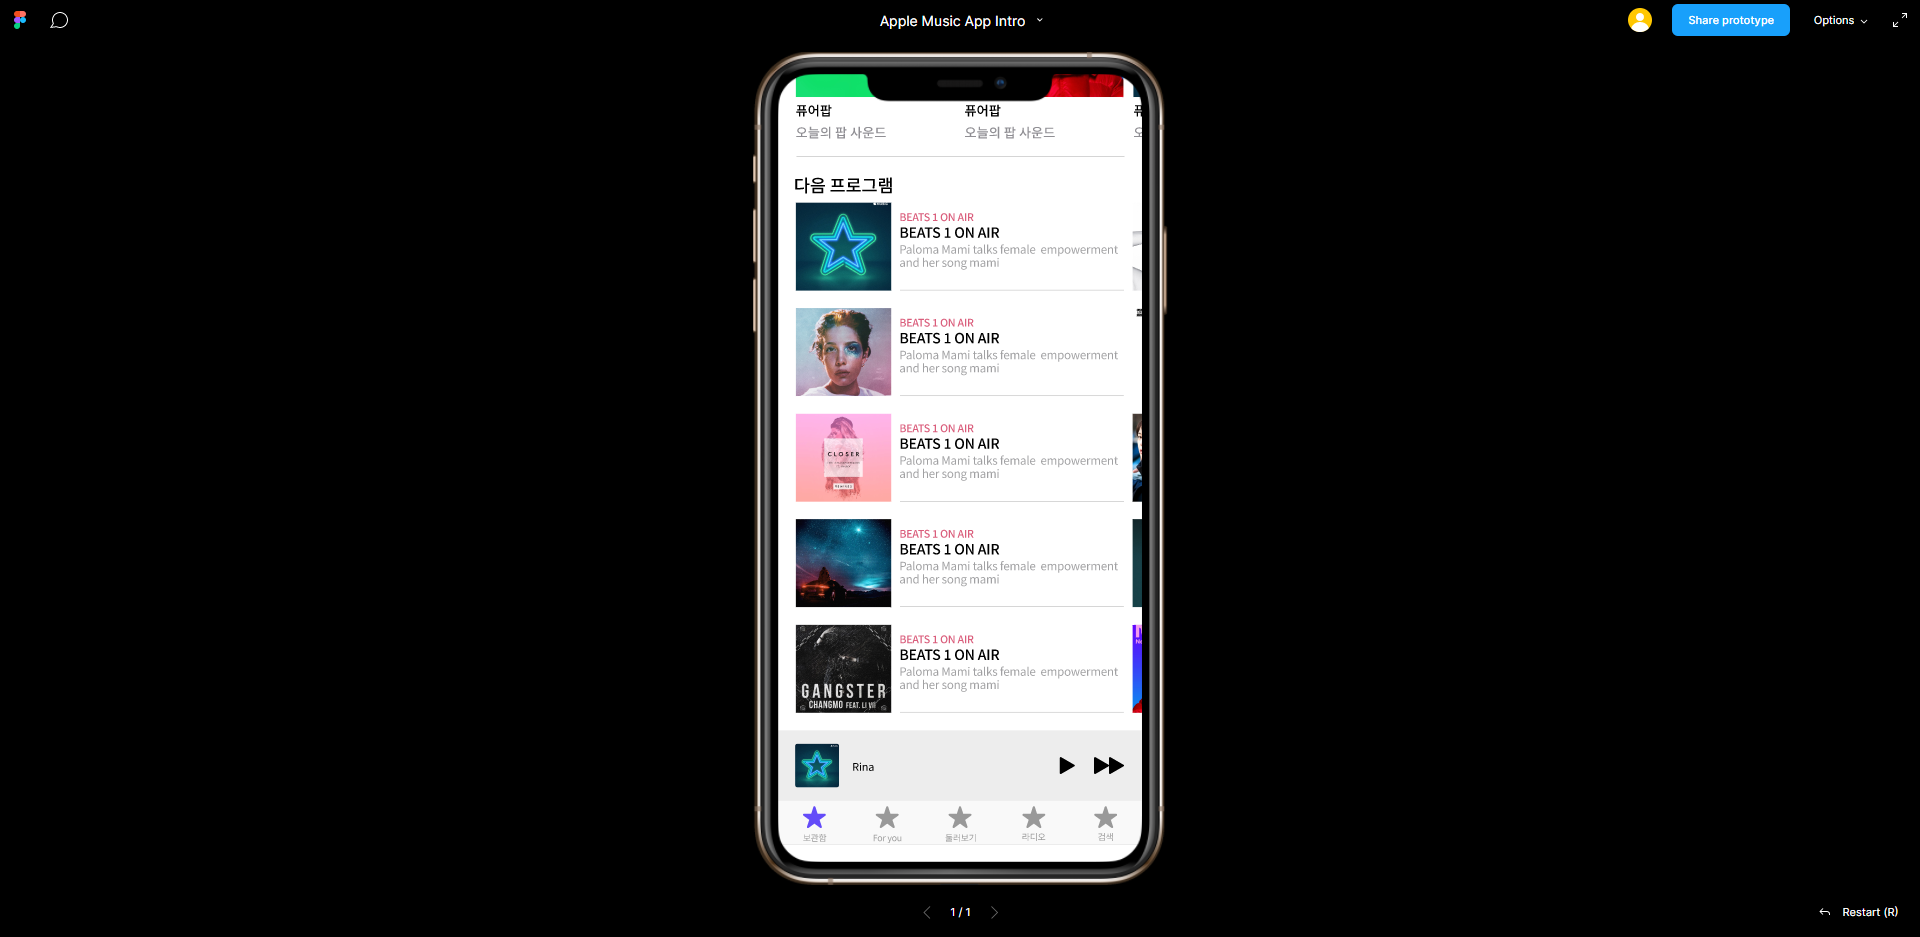 Apple Music App Intro
Share prototype
Options
퓨어팝
퓨어팝
오늘의 팝 사운드
오늘의 팝 사운드
다음 프로그램
BEATS 1 ON AIR
BEATS 1 ON AIR
Paloma Mami talks female empowerment
and her song mami
BEATS 1 ON AIR
BEATS 1 ON AIR
Paloma Mami talks female empowerment
and her song mami
CLOSER
REMIXES
BEATS 1 ON AIR
BEATS 1 ON AIR
Paloma Mami talks female empowerment
and her song mami
BEATS 1 ON AIR
BEATS 1 ON AIR
Paloma Mami talks female empowerment
and her song mami
GANGSTER
CHANGMO FEAT. LI VII
BEATS 1 ON AIR
BEATS 1 ON AIR
Paloma Mami talks female empowerment
and her song mami
Rina
보관함
For you
둘러보기
라디오
검색
1 / 1
Restart (R)